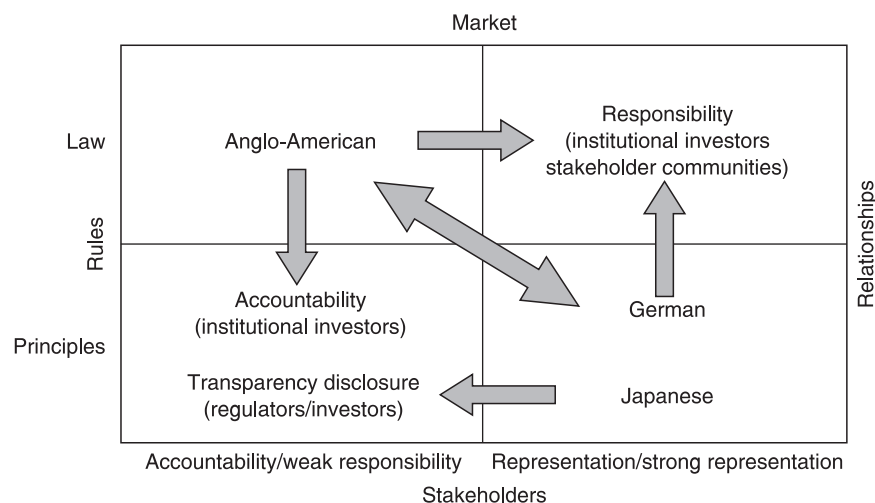 Market
Law
Anglo-American
Responsibility
(institutional investors
stakeholder communities)
Rules
Relationships
Accountability
(institutional investors)
German
Principles
Transparency disclosure
(regulators/investors)
Japanese
Accountability/weak responsibility
Representation/strong representation
Stakeholders